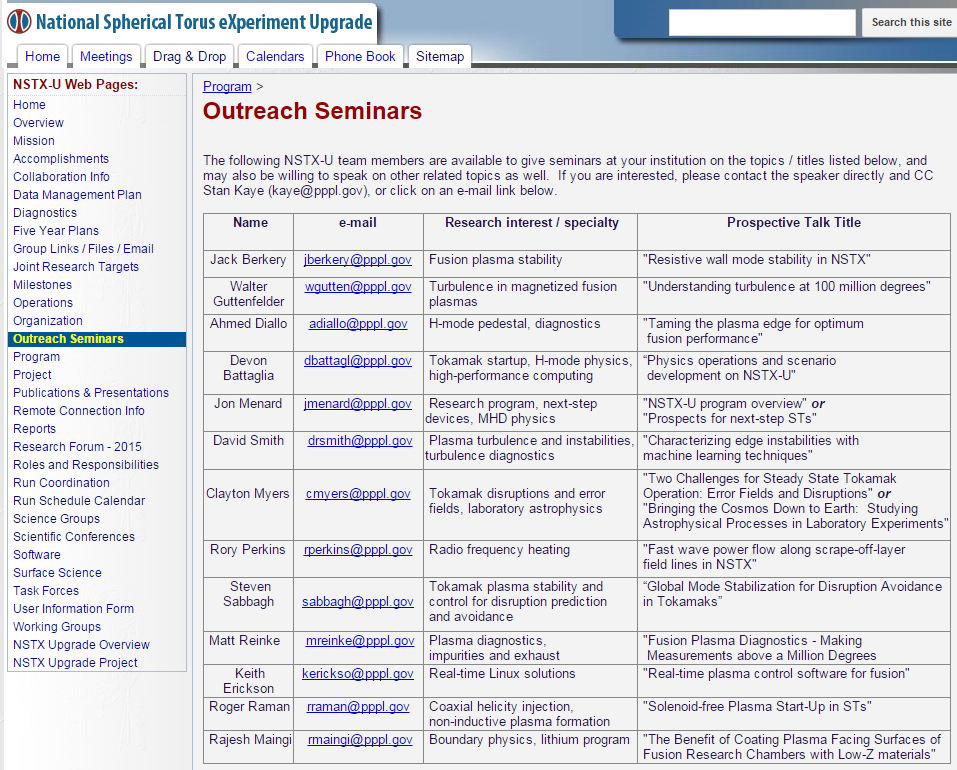 National Spherical Torus eXperiment Upgrade
Search this site
Home Meetings Drag & Drop Calendars Phone Book Sitemap
NSTX-U Web Pages:
Home
Overview
Mission
Accomplishments
Collaboration Info
Data Management Plan
Diagnostics
Five Year Plans
Group Links / Files / Email
Joint Research Targets
Milestones
Operations
Organization
Outreach Seminars
Program
Project
Publications & Presentations
Remote Connection Info
Reports
Research Forum - 2015
Roles and Responsibilities
Run Coordination
Run Schedule Calendar
Science Groups
Scientific Conferences
Software
Surface Science
Task Forces
User Information Form
Working Groups
NSTX Upgrade Overview
NSTX Upgrade Project
Program >
Outreach Seminars
The following NSTX-U team members are available to give seminars at your institution on the topics / titles listed below, and
may also be willing to speak on other related topics as well.  If you are interested, please contact the speaker directly and CC
Stan Kaye (kaye@pppl.gov), or click on an e-mail link below.
Name e-mail Research interest / specialty Prospective Talk Title
Jack Berkery jberkery@pppl.gov Fusion plasma stability "Resistive wall mode stability in NSTX"
Walter wgutten@pppl.gov Turbulence in magnetized fusion "Understanding turbulence at 100 million degrees"
Guttenfelder plasmas
Ahmed Diallo adiallo@pppl.gov H-mode pedestal, diagnostics "Taming the plasma edge for optimum
fusion performance"
Devon dbattagl@pppl.gov Tokamak startup, H-mode physics, “Physics operations and scenario
Battaglia high-performance computing development on NSTX-U"
Jon Menard jmenard@pppl.gov Research program, next-step "NSTX-U program overview" or
devices, MHD physics "Prospects for next-step STs"
David Smith drsmith@pppl.gov Plasma turbulence and instabilities, "Characterizing edge instabilities with
turbulence diagnostics machine learning techniques"
"Two Challenges for Steady State Tokamak
Clayton Myers cmyers@pppl.gov Tokamak disruptions and error Operation: Error Fields and Disruptions" or
fields, laboratory astrophysics "Bringing the Cosmos Down to Earth:  Studying
Astrophysical Processes in Laboratory Experiments"
Rory Perkins rperkins@pppl.gov Radio frequency heating "Fast wave power flow along scrape-off-layer
field lines in NSTX"
Steven Tokamak plasma stability and “Global Mode Stabilization for Disruption Avoidance
Sabbagh sabbagh@pppl.gov control for disruption prediction in Tokamaks”
and avoidance
Matt Reinke mreinke@pppl.gov Plasma diagnostics, "Fusion Plasma Diagnostics - Making
impurities and exhaust Measurements above a Million Degrees
Keith kerickso@pppl.gov Real-time Linux solutions "Real-time plasma control software for fusion"
Erickson
Roger Raman rraman@pppl.gov Coaxial helicity injection, "Solenoid-free Plasma Start-Up in STs"
non-inductive plasma formation
Rajesh Maingi rmaingi@pppl.gov Boundary physics, lithium program "The Benefit of Coating Plasma Facing Surfaces of
Fusion Research Chambers with Low-Z materials"